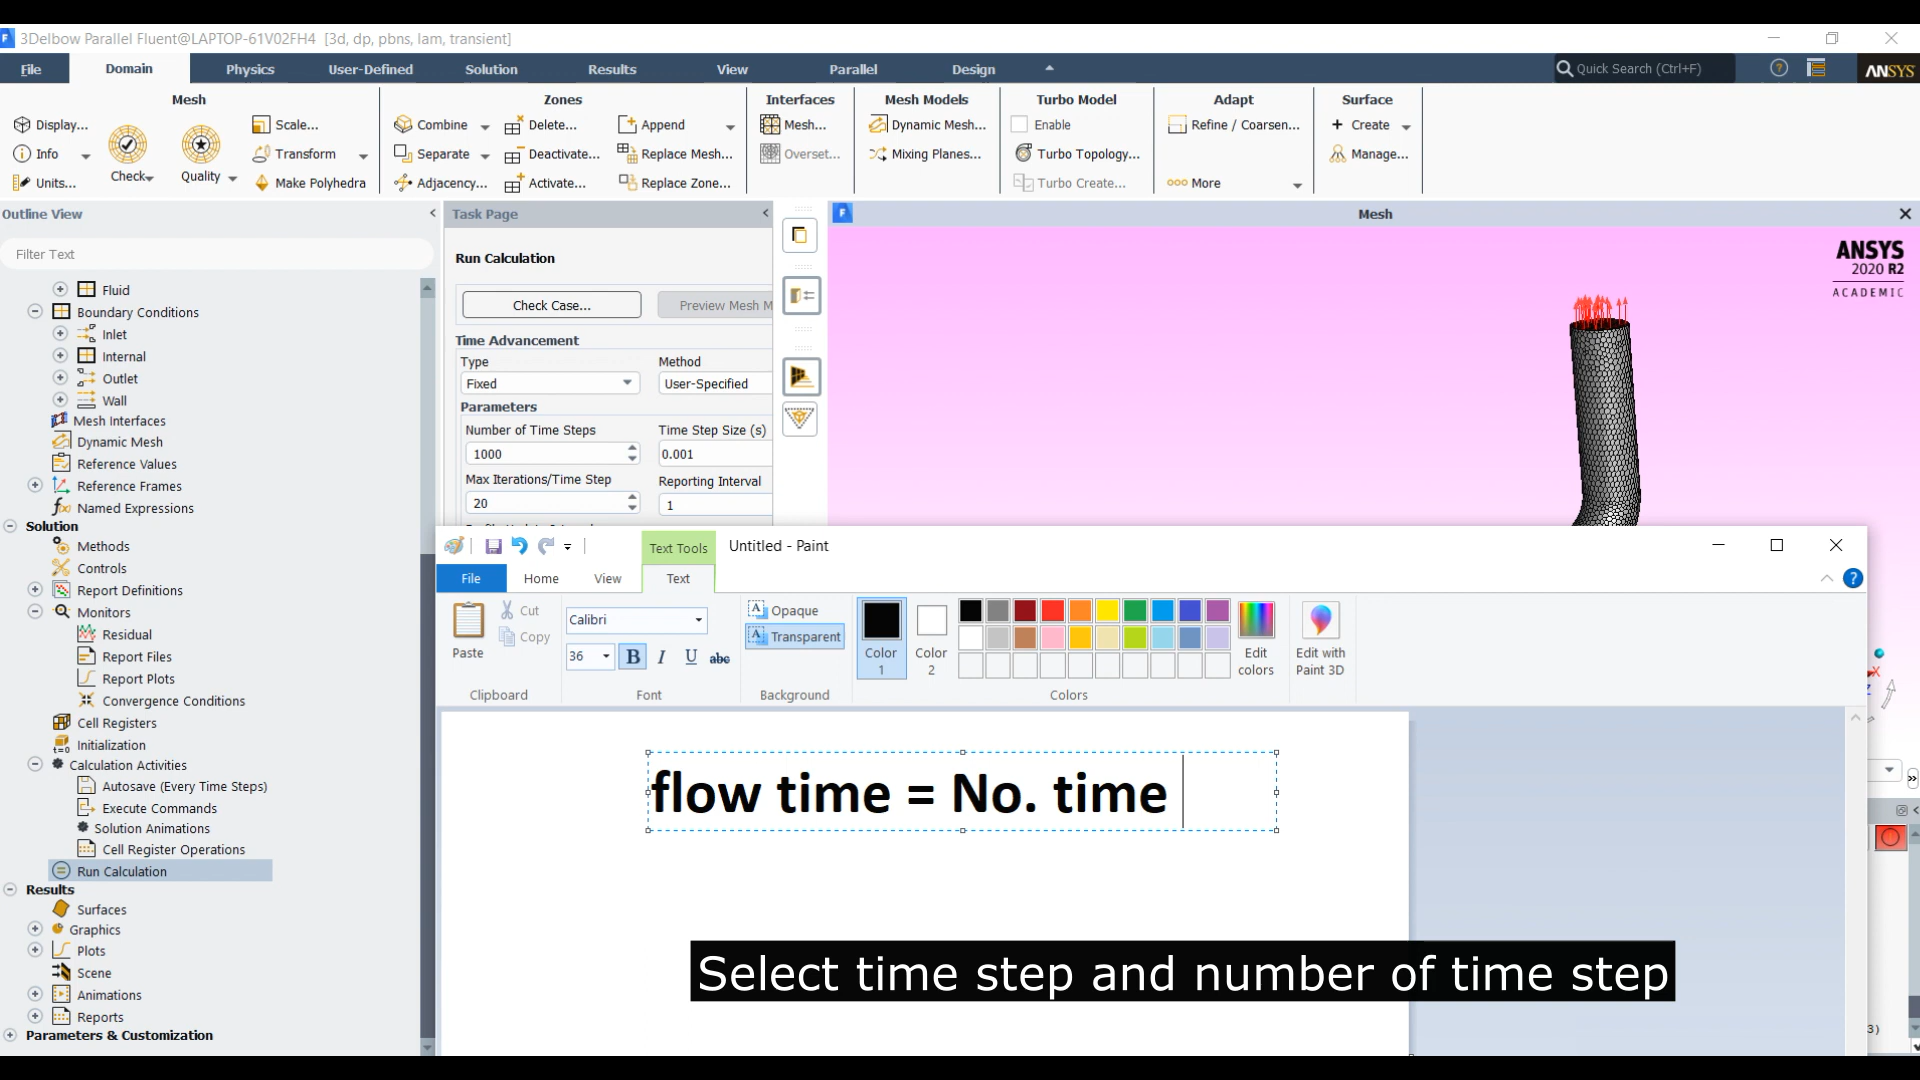 3Delbow Parallel Fluent@LAPTOP-61V02FH4 [3d, dp, pbns, lam, transient]
File Domain Physics User-Defined Solution Results View Parallel Design Quick Search (Ctrl+F) ANSYS
Mesh Zones Interfaces Mesh Models Turbo Model Adapt Surface
Display... Check Quality Scale... Combine Delete... Append Mesh... Dynamic Mesh... Enable Refine / Coarsen... Create
Info Transform Separate Deactivate... Replace Mesh... Overset... Mixing Planes... Turbo Topology... Manage...
Units... Make Polyhedra Adjacency... Activate... Replace Zone... Turbo Create... More
Outline View
Filter Text
Fluid
Boundary Conditions
Inlet
Internal
Outlet
Wall
Mesh Interfaces
Dynamic Mesh
Reference Values
Reference Frames
Named Expressions
Solution
Methods
Controls
Report Definitions
Monitors
Residual
Report Files
Report Plots
Convergence Conditions
Cell Registers
Initialization
Calculation Activities
Autosave (Every Time Steps)
Execute Commands
Solution Animations
Cell Register Operations
Run Calculation
Results
Surfaces
Graphics
Plots
Scene
Animations
Reports
Parameters & Customization
Task Page
Run Calculation
Check Case... Preview Mesh M
Time Advancement
Type Method
Fixed User-Specified
Parameters
Number of Time Steps Time Step Size (s)
1000 0.001
Max Iterations/Time Step Reporting Interval
20 1
Mesh
ANSYS
2020 R2
ACADEMIC
X
Z
3)
Text Tools Untitled - Paint
File Home View Text
Paste Cut Copy
Calibri
36 B I U abc
Opaque
Transparent
Color 1
Color 2
Edit colors
Edit with Paint 3D
Clipboard Font Background Colors
flow time = No. time
Select time step and number of time step